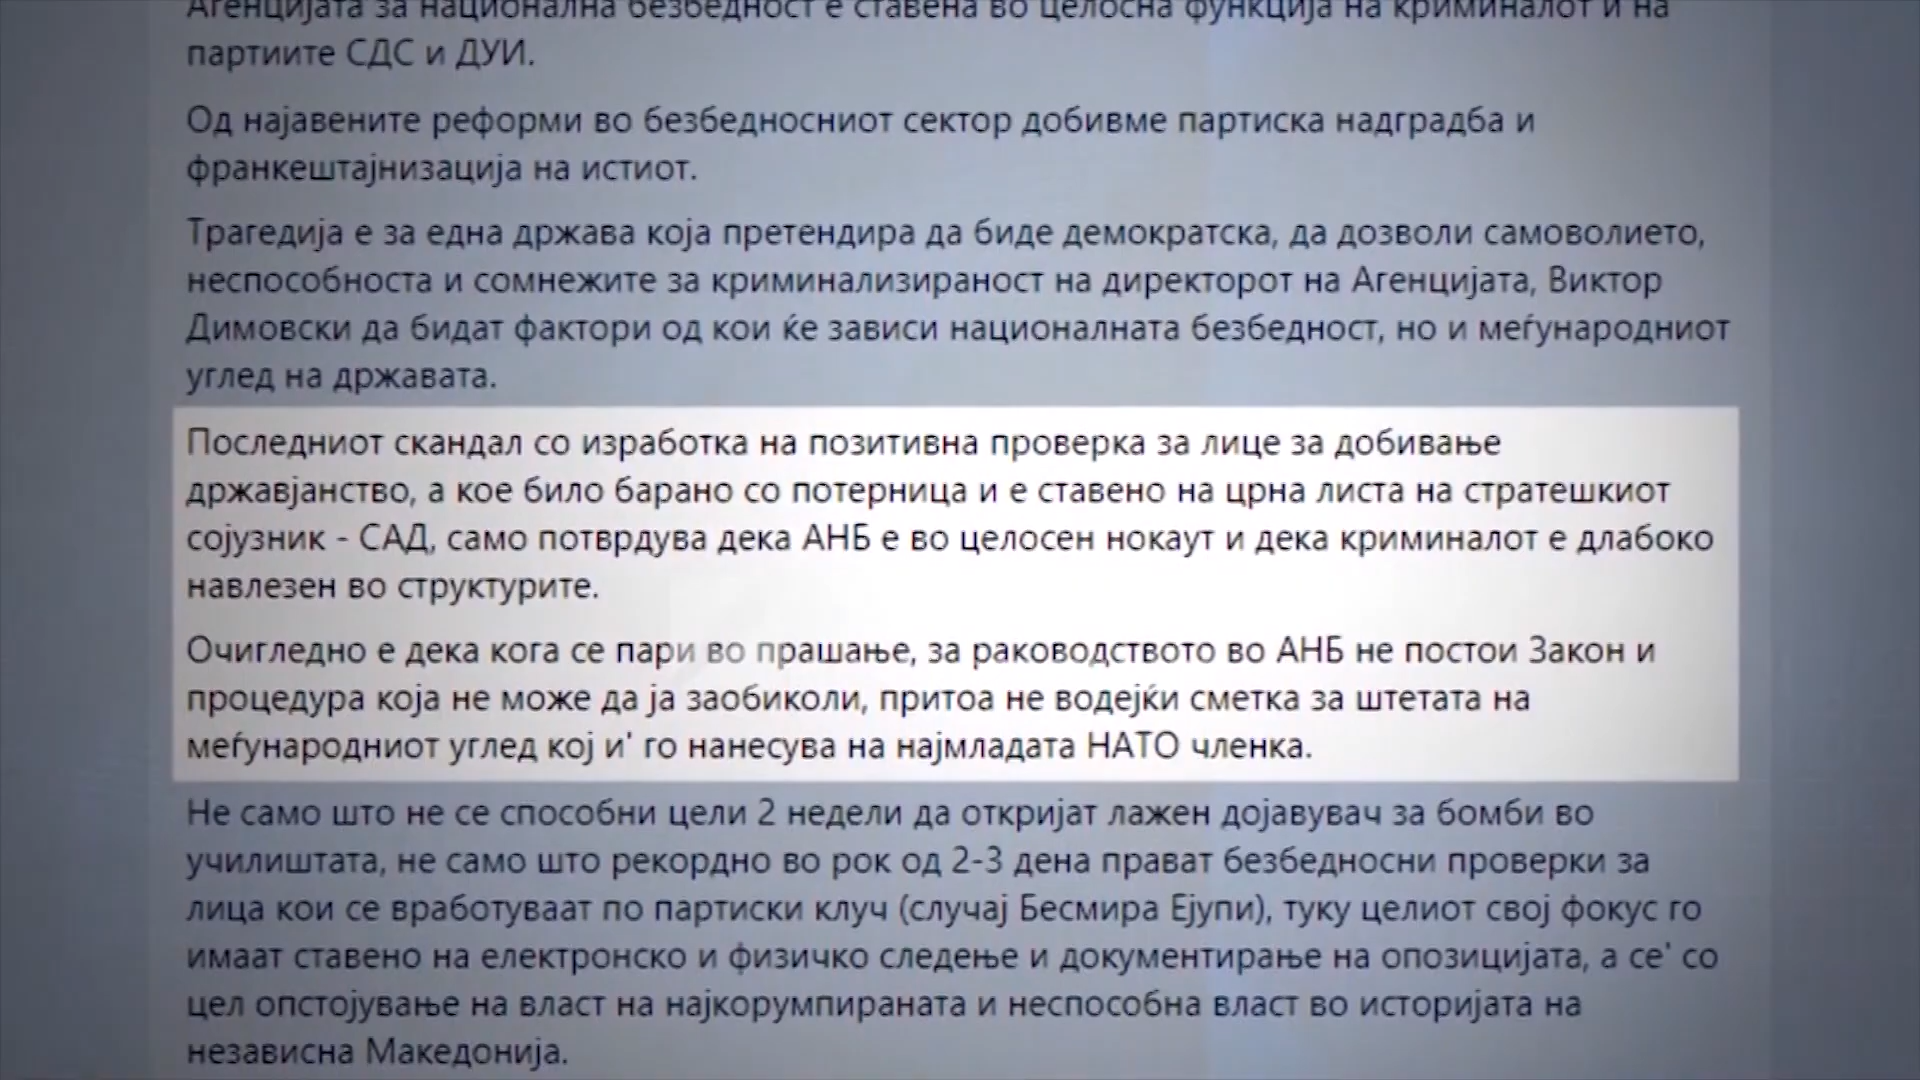 Агенцијата за национална безбедност е ставена во целосна функција на криминалот и на
партиите СДС и ДУИ.
Од најавените реформи во безбедносниот сектор добивме партиска надградба и
франкештајнизација на истиот.
Трагедија е за една држава која претендира да биде демократска, да дозволи самоволието,
неспособноста и сомнежите за криминализираност на директорот на Агенцијата, Виктор
Димовски да бидат фактори од кои ќе зависи националната безбедност, но и меѓународниот
углед на државата.
Последниот скандал со изработка на позитивна проверка за лице за добивање
државјанство, а кое било барано со потерница и е ставено на црна листа на стратешкиот
сојузник - САД, само потврдува дека АНБ е во целосен нокаут и дека криминалот е длабоко
навлезен во структурите.
Очигледно е дека кога се пари во прашање, за раководството во АНБ не постои Закон и
процедура која не може да ја заобиколи, притоа не водејќи сметка за штетата на
меѓународниот углед кој и' го нанесува на најмладата НАТО членка.
Не само што не се способни цели 2 недели да откријат лажен дојавувач за бомби во
училиштата, не само што рекордно во рок од 2-3 дена прават безбедносни проверки за
лица кои се вработуваат по партиски клуч (случај Бесмира Ејупи), туку целиот свој фокус го
имаат ставено на електронско и физичко следење и документирање на опозицијата, а се' со
цел опстојување на власт на најкорумпираната и неспособна власт во историјата на
независна Македонија.